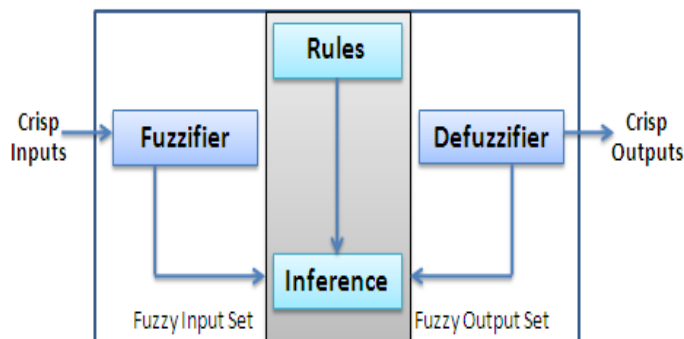 Rules
Crisp
Inputs
Fuzzifier
Defuzzifier
Crisp
Outputs
Inference
Fuzzy Input Set
Fuzzy Output Set